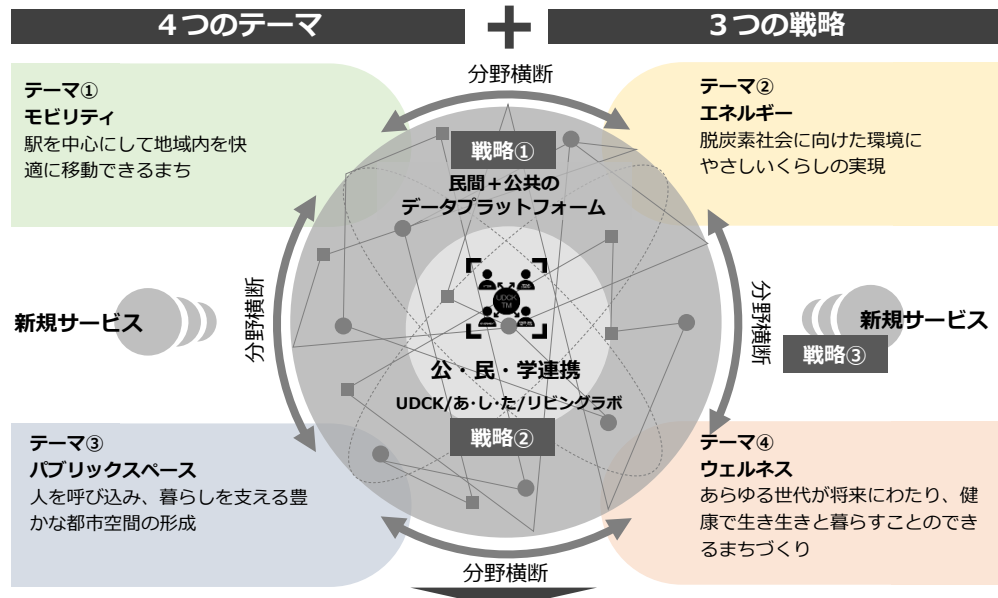 4つのテーマ
3つの戦略
分野横断
テーマ①
モビリティ
駅を中心にして地域内を快
適に移動できるまち
テーマ②
エネルギー
脱炭素社会に向けた環境に
やさしいくらしの実現
戦略①
民間＋公共の
データプラットフォーム
新規サービス
分野横断
UDCK
TM
分野横断
新規サービス
戦略③
公・民・学連携
UDCK/あ・し・た/リビングラボ
戦略②
テーマ③
パブリックスペース
人を呼び込み、暮らしを支える豊
かな都市空間の形成
テーマ④
ウェルネス
あらゆる世代が将来にわたり、健
康で生き生きと暮らすことのでき
るまちづくり
分野横断